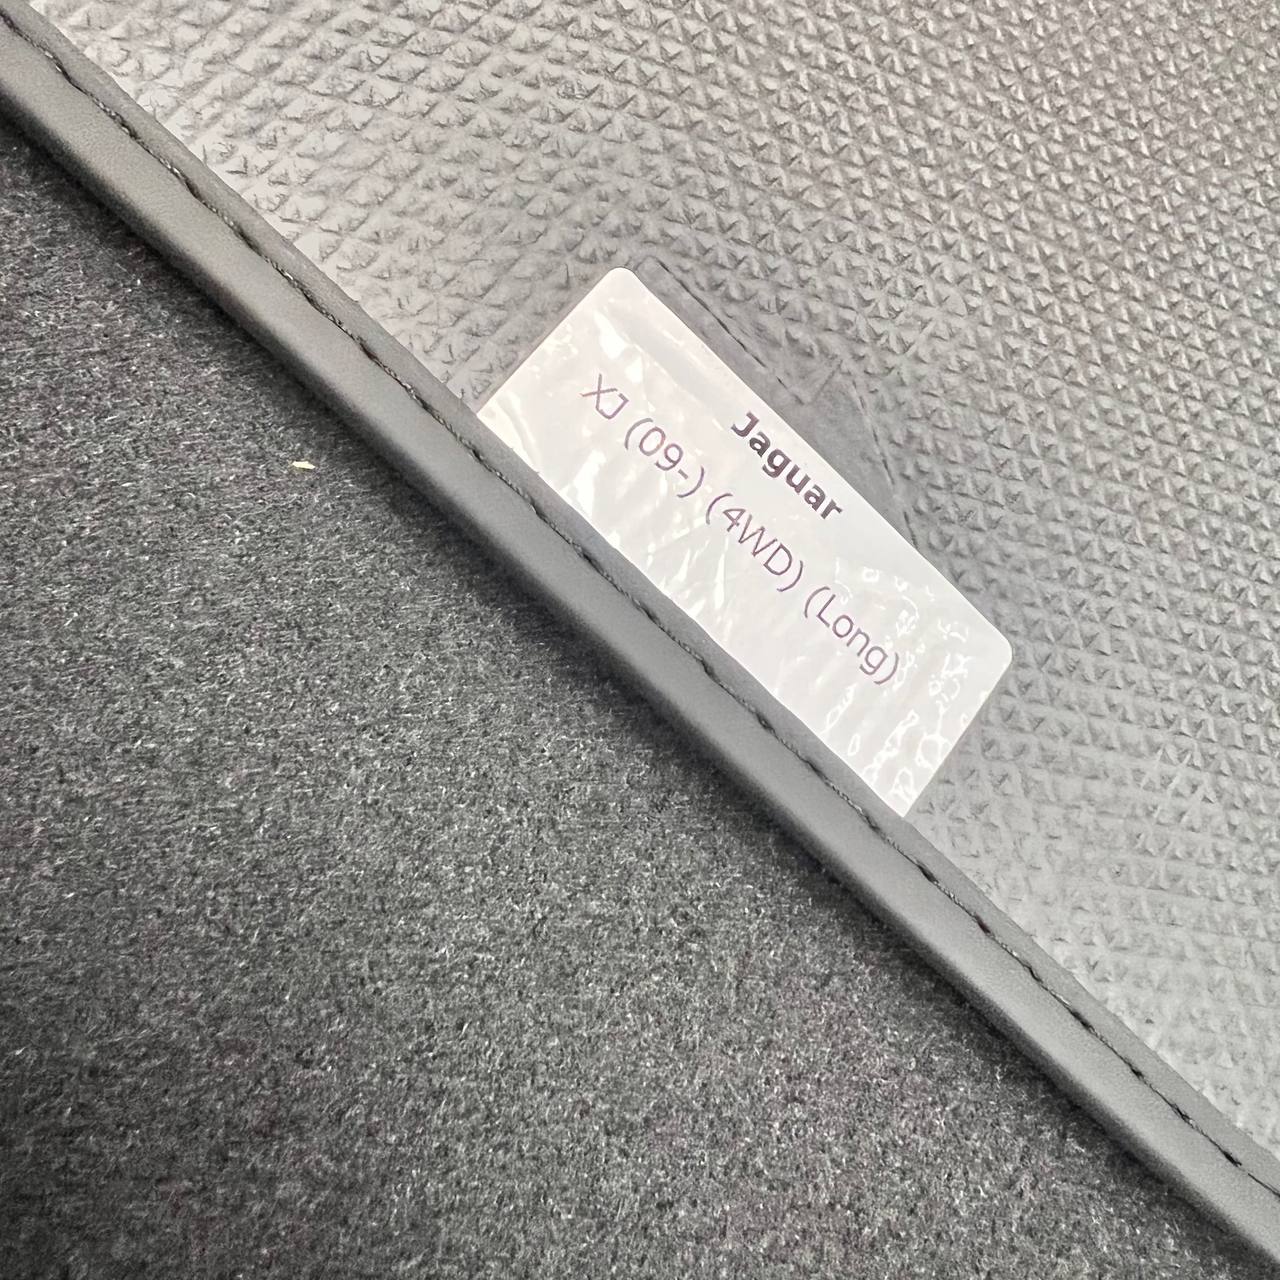 Jaguar
XJ (09-) (4WD) (Long)